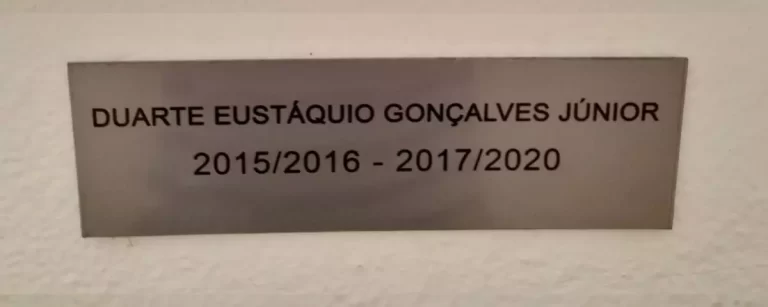 DUARTE EUSTÁQUIO GONÇALVES JÚNIOR
2015/2016 - 2017/2020